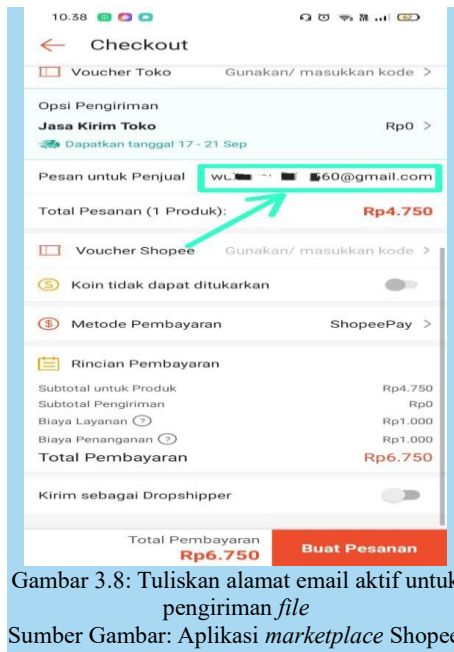 10.38
Checkout
Voucher Toko Gunakan/ masukkan kode >
Opsi Pengiriman
Jasa Kirim Toko Rp0 >
Dapatkan tanggal 17 - 21 Sep
Pesan untuk Penjual 60@gmail.com
Total Pesanan (1 Produk): Rp4.750
Voucher Shopee Gunakan/ masukkan kode >
Koin tidak dapat ditukarkan
Metode Pembayaran ShopeePay >
Rincian Pembayaran
Subtotal untuk Produk Rp4.750
Subtotal Pengiriman Rp0
Biaya Layanan ? Rp1.000
Biaya Penanganan ? Rp1.000
Total Pembayaran Rp6.750
Kirim sebagai Dropshipper
Total Pembayaran
Rp6.750 Buat Pesanan
Gambar 3.8: Tuliskan alamat email aktif untuk
pengiriman file
Sumber Gambar: Aplikasi marketplace Shopee